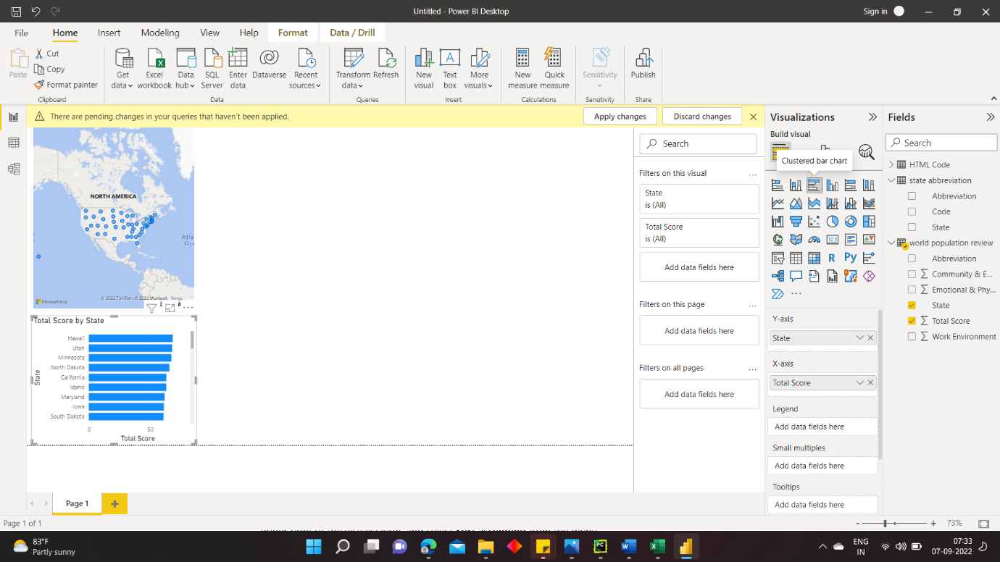 Untitled - Power BI Desktop
Sign in
File Home Insert Modeling View Help Format Data / Drill
Paste
Cut
Copy
Format painter
Clipboard
Get data
Excel workbook
Data hub
SQL Server
Enter data
Dataverse
Recent sources
Data
Transform data
Refresh
Queries
New visual
Text box
More visuals
Insert
New measure
Quick measure
Calculations
Sensitivity
Sensitivity
Publish
Share
There are pending changes in your queries that haven't been applied.
Apply changes
Discard changes
NORTH AMERICA
Atla
Oc
Microsoft Bing
© 2022 TomTom, © 2022 Microsoft Terms
Total Score by State
State
Hawaii
Utah
Minnesota
North Dakota
California
Idaho
Maryland
Iowa
South Dakota
0 50
Total Score
Search
Filters on this visual
...
State
is (All)
Total Score
is (All)
Add data fields here
Filters on this page
...
Add data fields here
Filters on all pages
...
Add data fields here
Visualizations
Build visual
Clustered bar chart
123
R
Py
...
Y-axis
State
X-axis
Total Score
Legend
Add data fields here
Small multiples
Add data fields here
Tooltips
Add data fields here
Fields
Search
HTML Code
state abbreviation
Abbreviation
Code
State
world population review
Abbreviation
Community & E...
Emotional & Phy...
State
Total Score
Work Environment
Page 1
Page 1 of 1
- + 73%
83°F
Partly sunny
PC
ENG
IN
07:33
07-09-2022